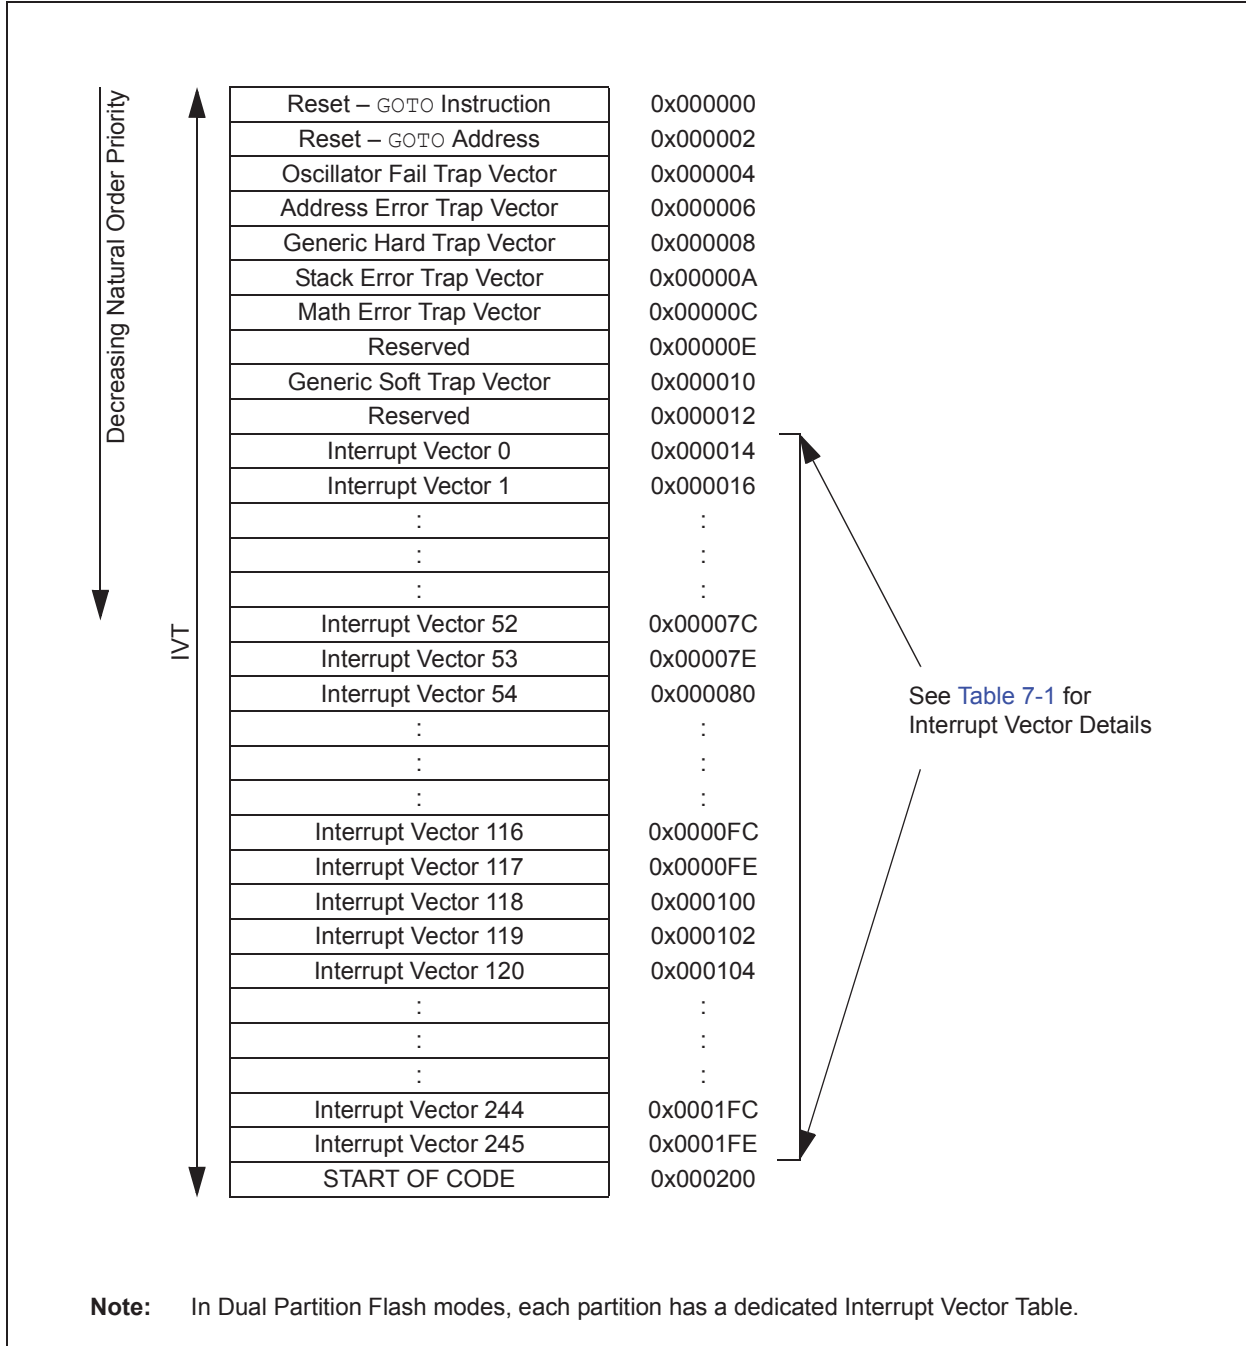 Decreasing Natural Order Priority
IVT
Reset – GOTO Instruction 0x000000
Reset – GOTO Address 0x000002
Oscillator Fail Trap Vector 0x000004
Address Error Trap Vector 0x000006
Generic Hard Trap Vector 0x000008
Stack Error Trap Vector 0x00000A
Math Error Trap Vector 0x00000C
Reserved 0x00000E
Generic Soft Trap Vector 0x000010
Reserved 0x000012
Interrupt Vector 0 0x000014
Interrupt Vector 1 0x000016
: :
: :
: :
Interrupt Vector 52 0x00007C
Interrupt Vector 53 0x00007E
Interrupt Vector 54 0x000080
: :
: :
: :
Interrupt Vector 116 0x0000FC
Interrupt Vector 117 0x0000FE
Interrupt Vector 118 0x000100
Interrupt Vector 119 0x000102
Interrupt Vector 120 0x000104
: :
: :
: :
Interrupt Vector 244 0x0001FC
Interrupt Vector 245 0x0001FE
START OF CODE 0x000200
See Table 7-1 for
Interrupt Vector Details
Note: In Dual Partition Flash modes, each partition has a dedicated Interrupt Vector Table.